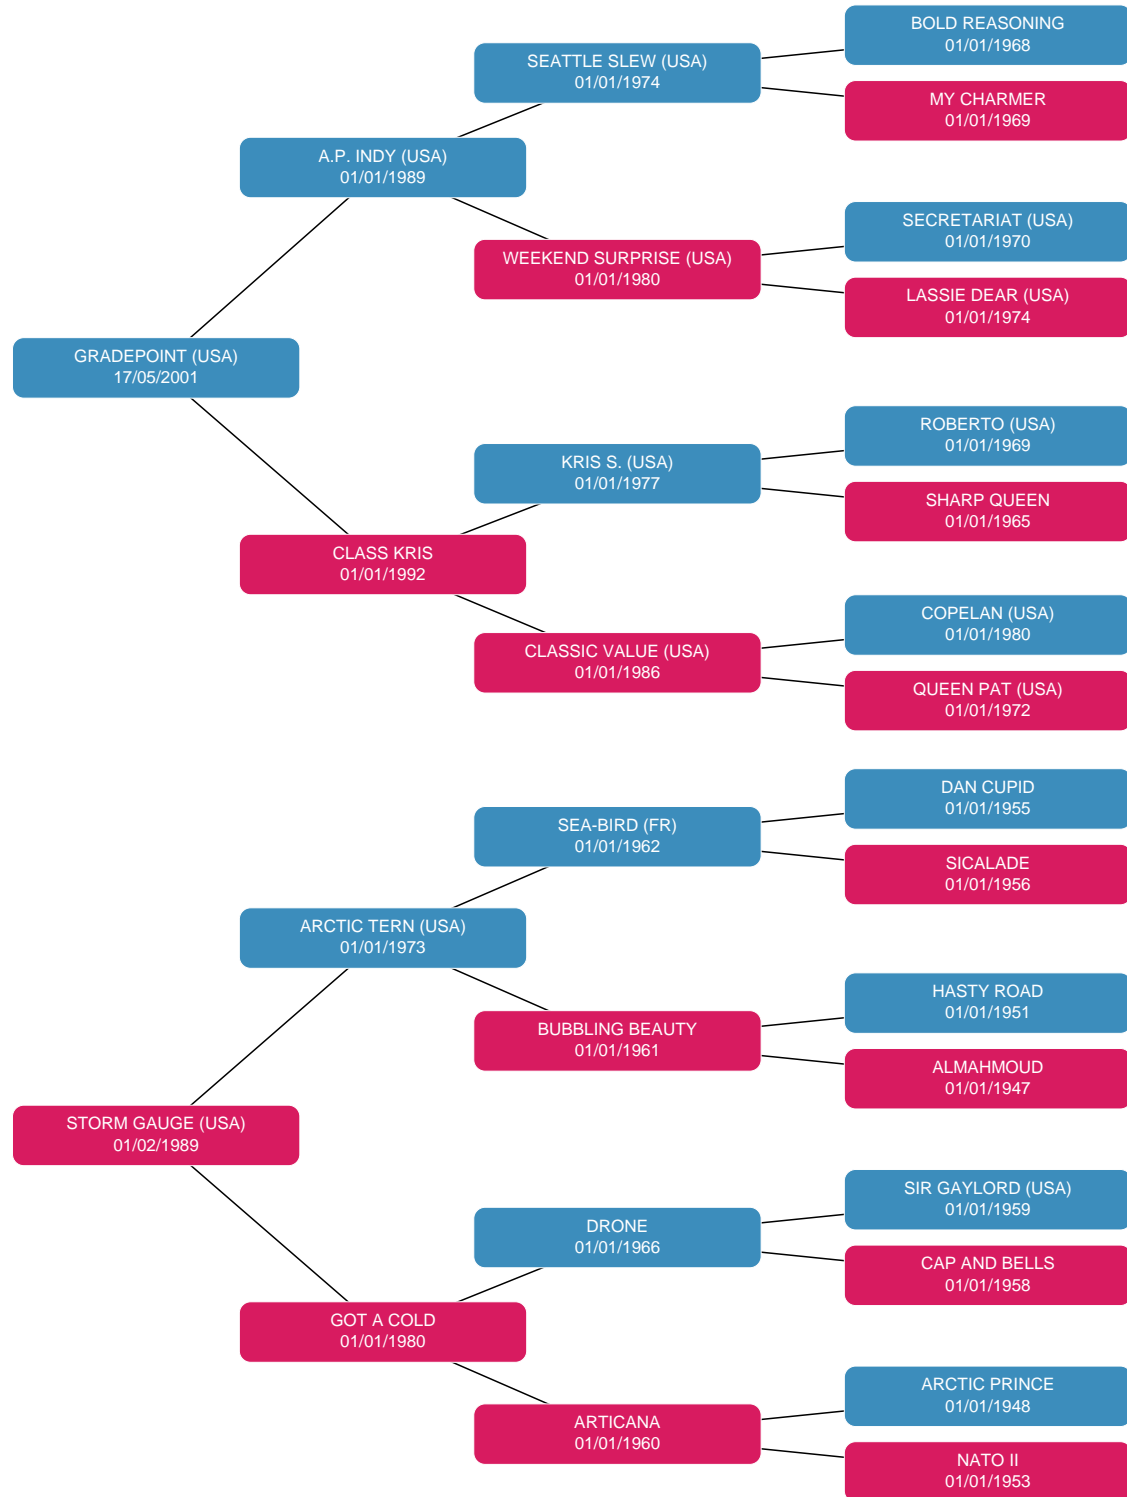 BOLD REASONING
01/01/1968
SEATTLE SLEW (USA)
01/01/1974
MY CHARMER
01/01/1969
A.P. INDY (USA)
01/01/1989
SECRETARIAT (USA)
01/01/1970
WEEKEND SURPRISE (USA)
01/01/1980
LASSIE DEAR (USA)
01/01/1974
GRADEPOINT (USA)
17/05/2001
ROBERTO (USA)
01/01/1969
KRIS S. (USA)
01/01/1977
SHARP QUEEN
01/01/1965
CLASS KRIS
01/01/1992
COPELAN (USA)
01/01/1980
CLASSIC VALUE (USA)
01/01/1986
QUEEN PAT (USA)
01/01/1972
DAN CUPID
01/01/1955
SEA-BIRD (FR)
01/01/1962
SICALADE
01/01/1956
ARCTIC TERN (USA)
01/01/1973
HASTY ROAD
01/01/1951
BUBBLING BEAUTY
01/01/1961
ALMAHMOUD
01/01/1947
STORM GAUGE (USA)
01/02/1989
SIR GAYLORD (USA)
01/01/1959
DRONE
01/01/1966
CAP AND BELLS
01/01/1958
GOT A COLD
01/01/1980
ARCTIC PRINCE
01/01/1948
ARTICANA
01/01/1960
NATO II
01/01/1953